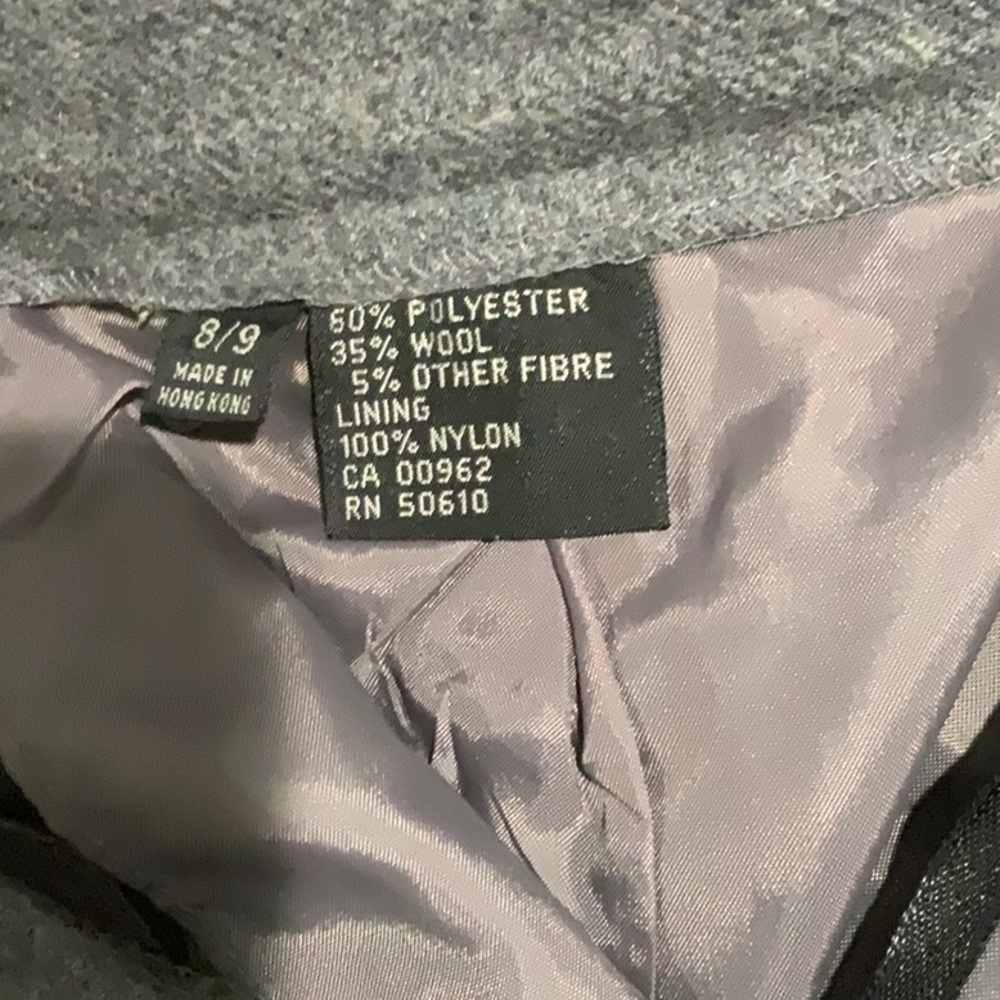 8/9
MADE IN
HONG KONG
60% POLYESTER
35% WOOL
5% OTHER FIBRE
LINING
100% NYLON
CA 00962
RN 50610